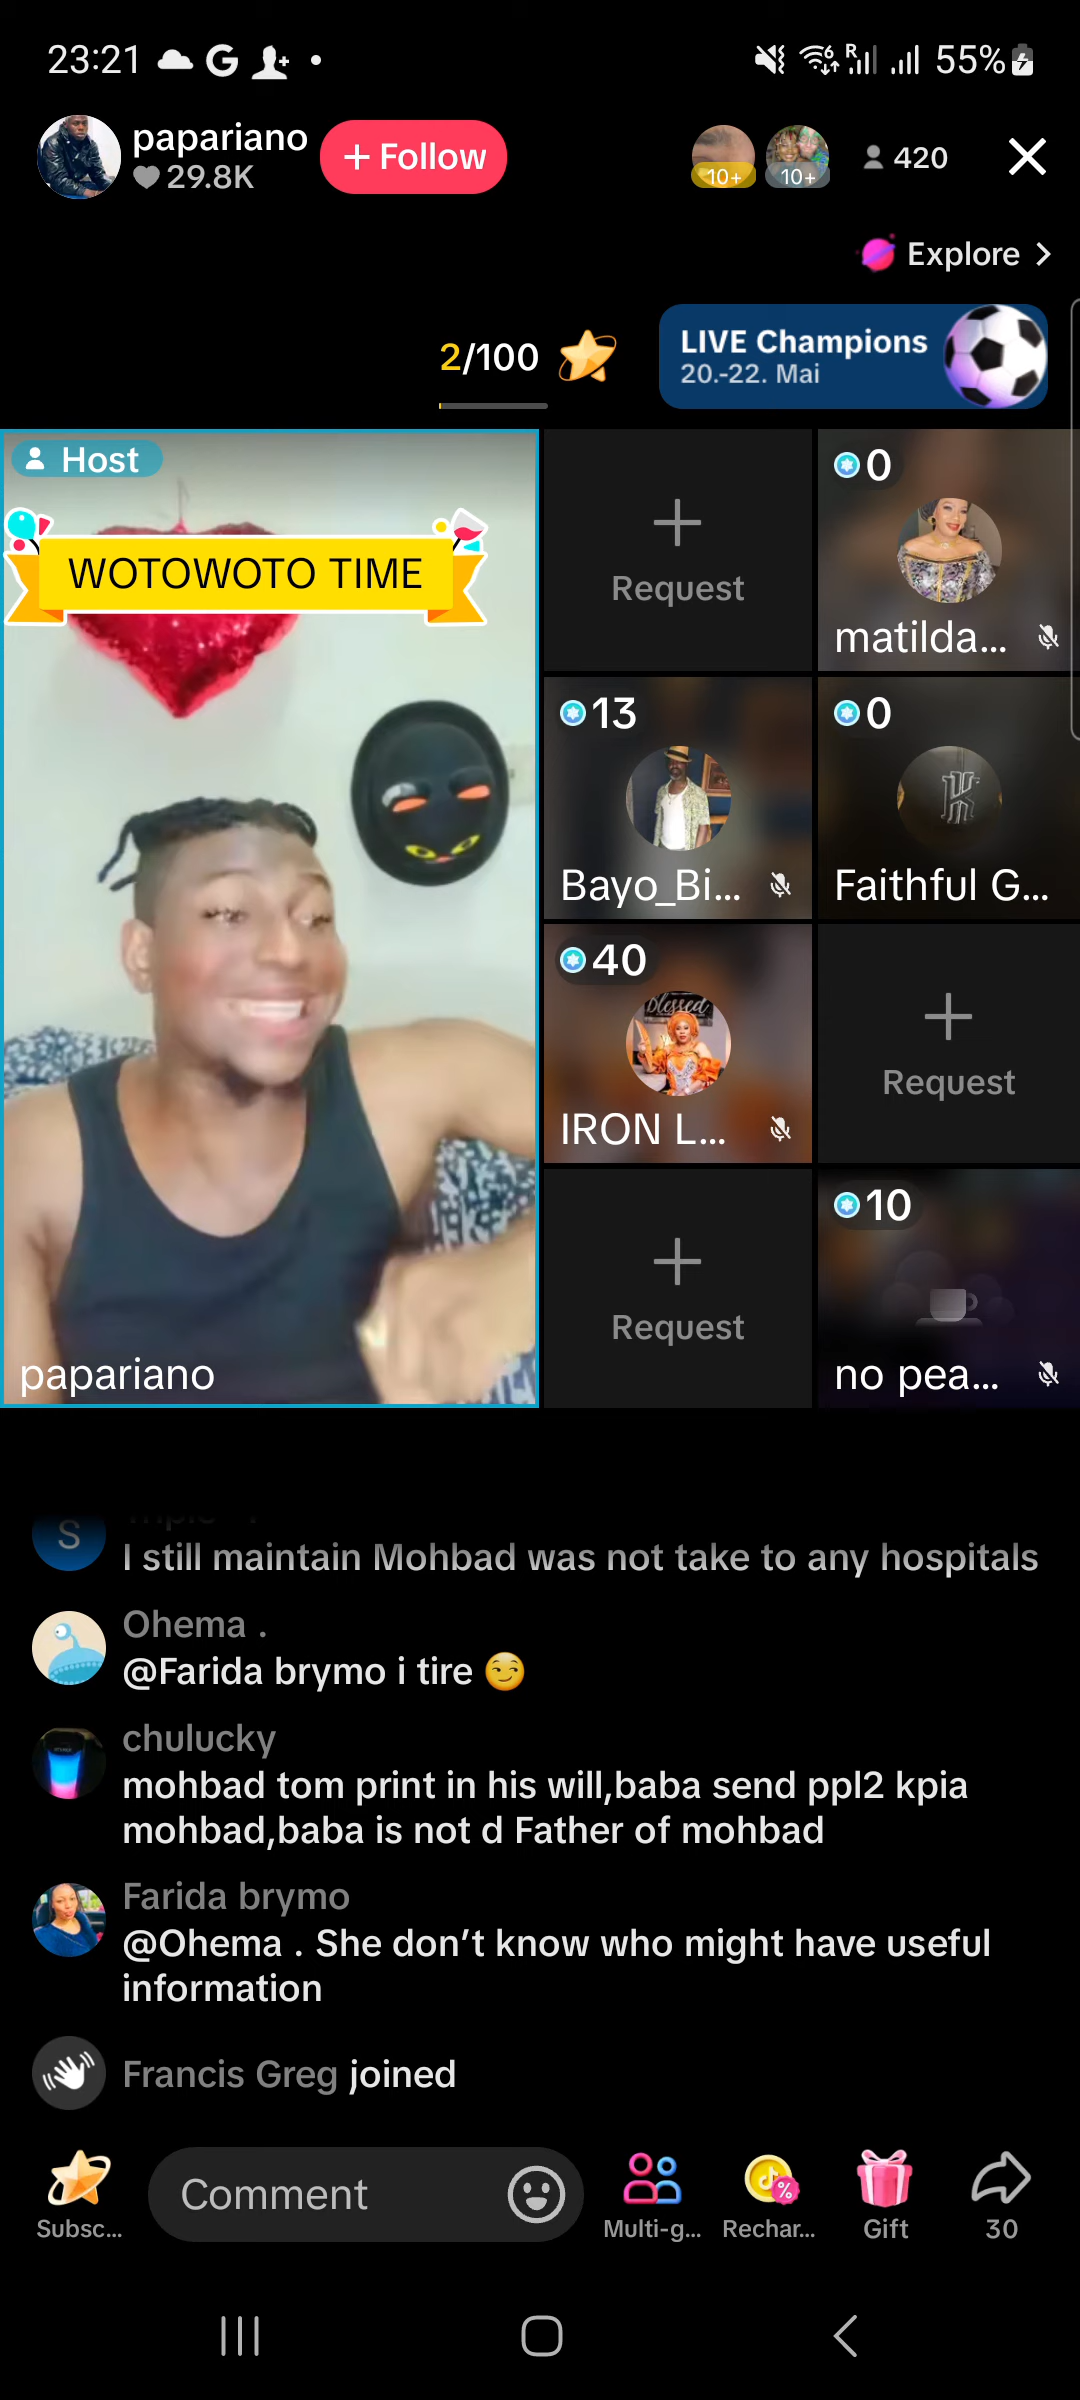 23:21
R
55%
papariano
29.8K
+ Follow
10+
10+
420
Explore
2/100
LIVE Champions
20.-22. Mai
Host
WOTOWOTO TIME
papariano
Request
0
matilda...
13
Bayo_Bi...
0
K
Faithful G...
40
Blessed
IRON L...
Request
Request
10
no pea...
S
I still maintain Mohbad was not take to any hospitals
Ohema .
@Farida brymo i tire 😏
chulucky
mohbad tom print in his will,baba send ppl2 kpia
mohbad,baba is not d Father of mohbad
Farida brymo
@Ohema . She don’t know who might have useful
information
Francis Greg joined
Comment
Subsc...
Multi-g...
Rechar...
Gift
30